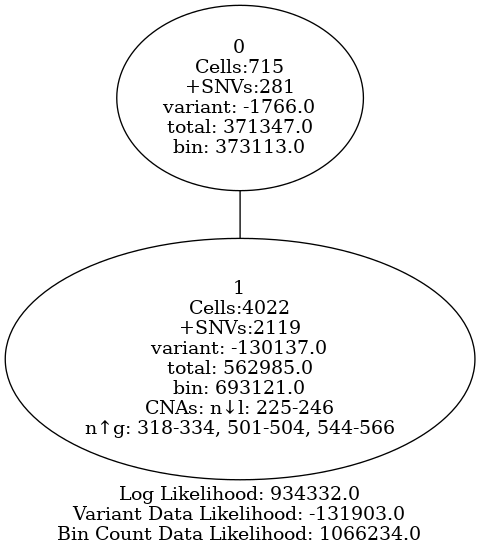 0
Cells:715
+SNVs:281
variant: -1766.0
total: 371347.0
bin: 373113.0
1
Cells:4022
+SNVs:2119
variant: -130137.0
total: 562985.0
bin: 693121.0
CNAs: n↓l: 225-246
n↑g: 318-334, 501-504, 544-566
Log Likelihood: 934332.0
Variant Data Likelihood: -131903.0
Bin Count Data Likelihood: 1066234.0